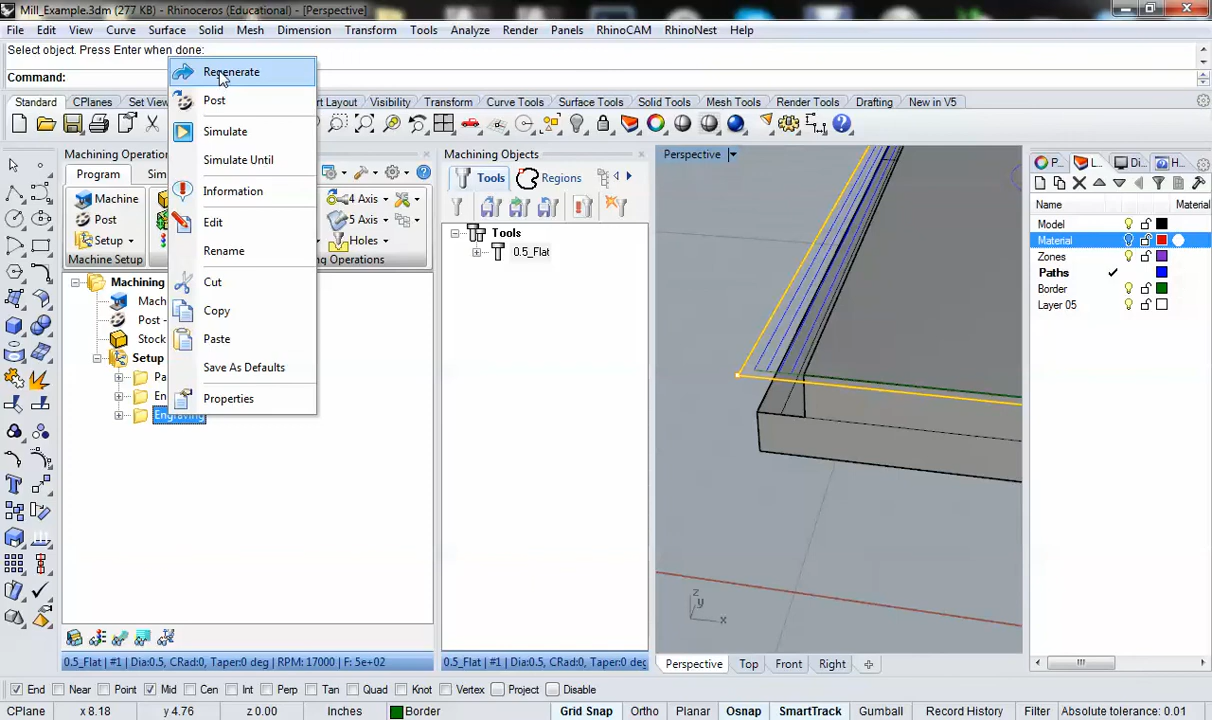 Mill_Example.3dm (277 KB) - Rhinoceros (Educational) - [Perspective]
File Edit View Curve Surface Solid Mesh Dimension Transform Tools Analyze Render Panels RhinoCAM RhinoNest Help
Select object. Press Enter when done:
Command:
Standard CPlanes Set View Layout Visibility Transform Curve Tools Surface Tools Mesh Tools Render Tools Drafting New in V5
Regenerate
Post
Simulate
Simulate Until
Information
Edit
Rename
Cut
Copy
Paste
Save As Defaults
Properties
Program
Machine
Post
Setup
Machine Setup
4 Axis
5 Axis
Holes
Machining
Post -
Stock
Setup
Engraving
Machining Objects
Tools Regions
Tools
0.5_Flat
Perspective
z
y
x
Material
Name
Model
Material
Zones
Paths
Border
Layer 05
0.5_Flat | #1 | Dia:0.5, CRad:0, Taper:0 deg | RPM: 17000 | F: 5e+02
0.5_Flat | #1 | Dia:0.5, CRad:0, Taper:0 deg
Perspective Top Front Right
End Near Point Mid Cen Int Perp Tan Quad Knot Vertex Project Disable
CPlane x 8.18 y 4.76 z 0.00 Inches Border Grid Snap Ortho Planar Osnap SmartTrack Gumball Record History Filter Absolute tolerance: 0.01